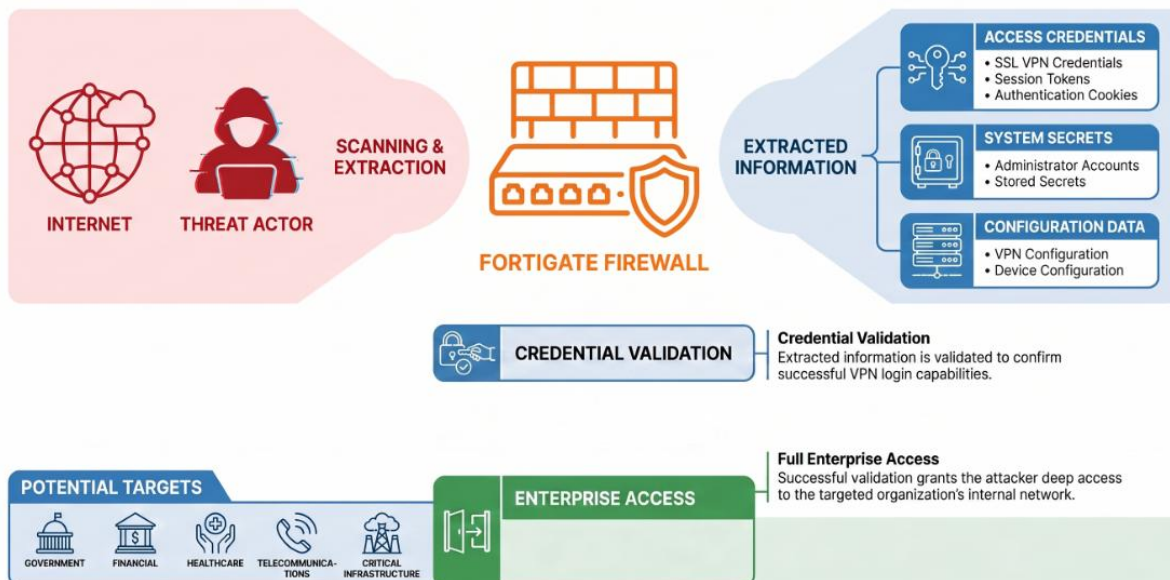 INTERNET
THREAT ACTOR
SCANNING &
EXTRACTION
FORTIGATE FIREWALL
EXTRACTED
INFORMATION
ACCESS CREDENTIALS
• SSL VPN Credentials
• Session Tokens
• Authentication Cookies
SYSTEM SECRETS
• Administrator Accounts
• Stored Secrets
CONFIGURATION DATA
• VPN Configuration
• Device Configuration
CREDENTIAL VALIDATION
Credential Validation
Extracted information is validated to confirm
successful VPN login capabilities.
POTENTIAL TARGETS
GOVERNMENT
$
FINANCIAL
HEALTHCARE
TELECOMMUNICA-
TIONS
CRITICAL
INFRASTRUCTURE
ENTERPRISE ACCESS
Full Enterprise Access
Successful validation grants the attacker deep access
to the targeted organization's internal network.